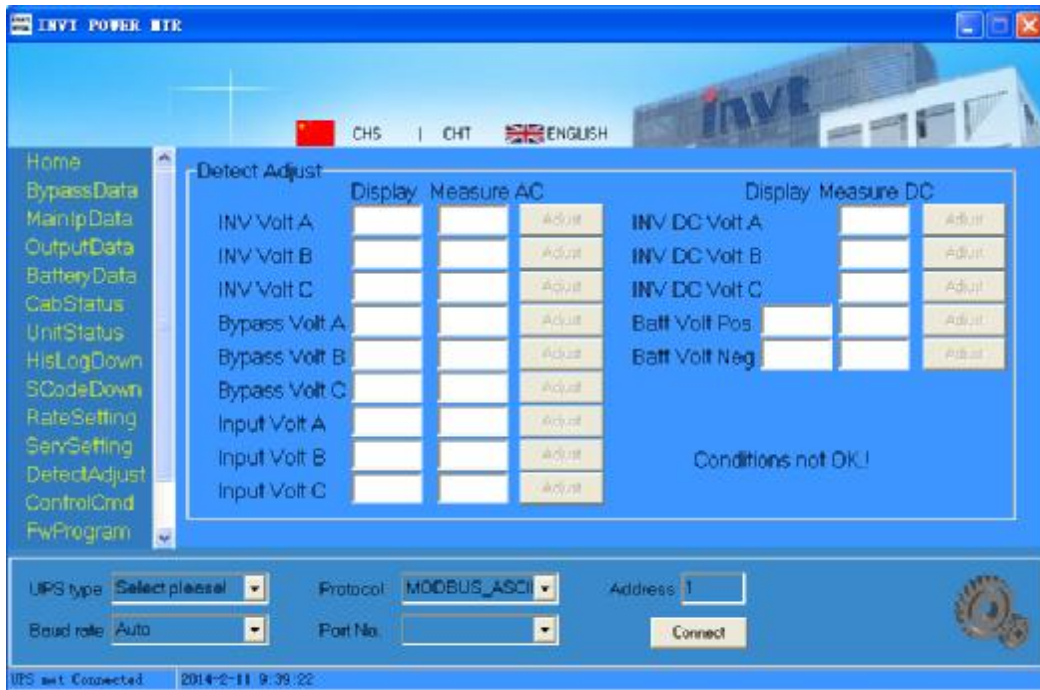 INVT POWER MTR
invt
CHS | CHT ENGLISH
Home
BypassData
MainIpData
OutputData
BatteryData
CabStatus
UnitStatus
HisLogDown
SCodeDown
RateSetting
ServSetting
DetectAdjust
ControlCmd
FwProgram
Detect Adjust
Display Measure AC
INV Volt A Adjust
INV Volt B Adjust
INV Volt C Adjust
Bypass Volt A Adjust
Bypass Volt B Adjust
Bypass Volt C Adjust
Input Volt A Adjust
Input Volt B Adjust
Input Volt C Adjust
Display Measure DC
INV DC Volt A Adjust
INV DC Volt B Adjust
INV DC Volt C Adjust
Batt Volt Pos Adjust
Batt Volt Neg Adjust
Conditions not OK!
UPS type Select please! Protocol MODBUS_ASCII Address 1
Baud rate Auto Port No. Connect
UPS not Connected 2014-2-11 9:39:22